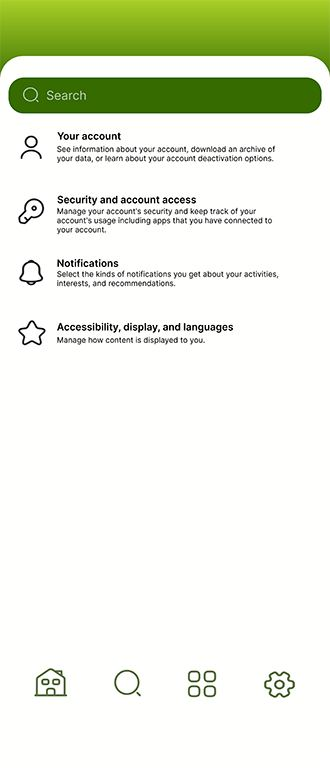 Search
Your account
See information about your account, download an archive of
your data, or learn about your account deactivation options.
Security and account access
Manage your account's security and keep track of your
account's usage including apps that you have connected to
your account.
Notifications
Select the kinds of notifications you get about your activities,
interests, and recommendations.
Accessibility, display, and languages
Manage how content is displayed to you.